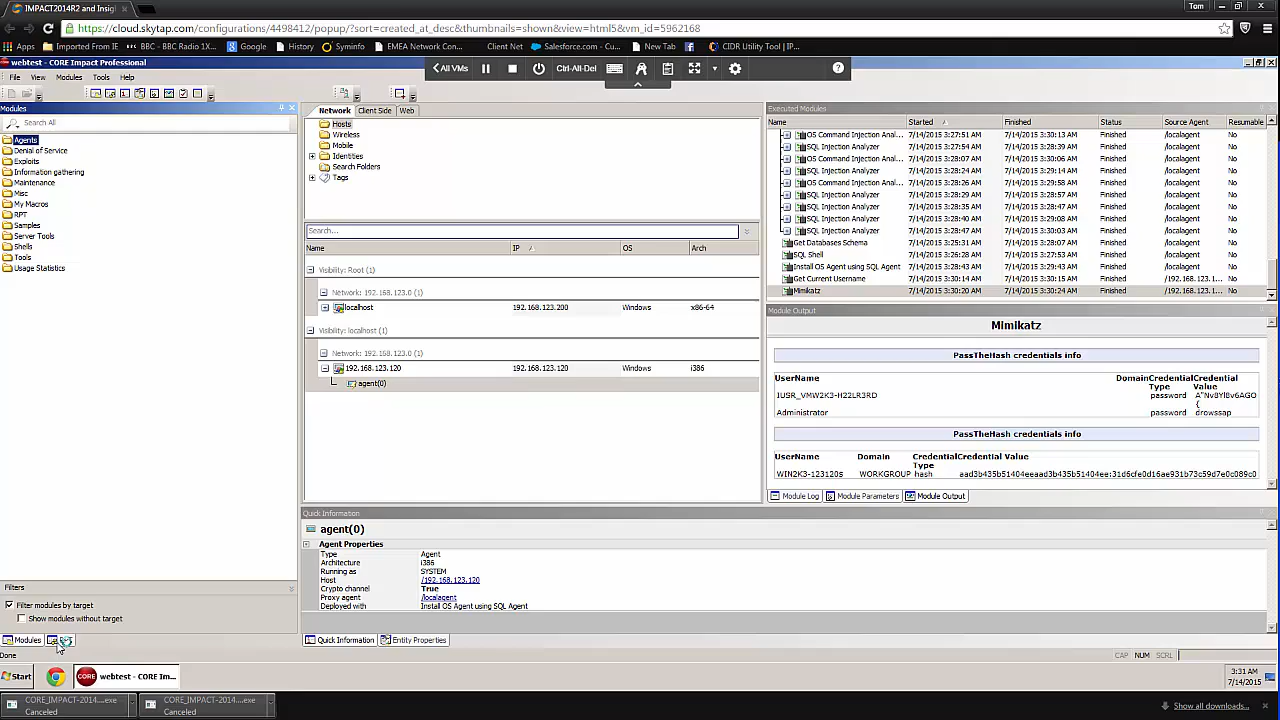 IMPACT2014R2 and Insigh
Tom
https://cloud.skytap.com/configurations/4498412/popup/?sort=created_at_desc&thumbnails=shown&view=html5&vm_id=5962168
Apps Imported From IE BBC - BBC Radio 1X... Google History Syminfo EMEA Network Con... Client Net Salesforce.com - Cu... New Tab CIDR Utility Tool | IP...
webtest - CORE Impact Professional
All VMs Ctrl-Alt-Del
File View Modules Tools Help
Modules
Search All
Agents
Denial of Service
Exploits
Information gathering
Maintenance
Misc
My Macros
RPT
Samples
Server Tools
Shells
Tools
Usage Statistics
Filters
Filter modules by target
Show modules without target
Modules
Done
Network Client Side Web
Hosts
Wireless
Mobile
Identities
Search Folders
Tags
Search...
Name IP OS Arch
Visibility: Root (1)
Network: 192.168.123.0 (1)
localhost 192.168.123.200 Windows x86-64
Visibility: localhost (1)
Network: 192.168.123.0 (1)
192.168.123.120 192.168.123.120 Windows i386
agent(0)
Executed Modules
Name Started Finished Status Source Agent Resumable
OS Command Injection Anal... 7/14/2015 3:27:51 AM 7/14/2015 3:30:13 AM Finished /localagent No
SQL Injection Analyzer 7/14/2015 3:27:54 AM 7/14/2015 3:28:39 AM Finished /localagent No
OS Command Injection Anal... 7/14/2015 3:28:07 AM 7/14/2015 3:30:06 AM Finished /localagent No
SQL Injection Analyzer 7/14/2015 3:28:24 AM 7/14/2015 3:29:14 AM Finished /localagent No
OS Command Injection Anal... 7/14/2015 3:28:26 AM 7/14/2015 3:29:58 AM Finished /localagent No
SQL Injection Analyzer 7/14/2015 3:28:29 AM 7/14/2015 3:28:57 AM Finished /localagent No
SQL Injection Analyzer 7/14/2015 3:28:35 AM 7/14/2015 3:28:47 AM Finished /localagent No
SQL Injection Analyzer 7/14/2015 3:28:40 AM 7/14/2015 3:29:08 AM Finished /localagent No
SQL Injection Analyzer 7/14/2015 3:28:47 AM 7/14/2015 3:29:03 AM Finished /localagent No
Get Databases Schema 7/14/2015 3:25:31 AM 7/14/2015 3:28:07 AM Finished /localagent No
SQL Shell 7/14/2015 3:26:28 AM 7/14/2015 3:27:53 AM Finished /localagent No
Install OS Agent using SQL Agent 7/14/2015 3:28:43 AM 7/14/2015 3:29:14 AM Finished /localagent No
Get Current Username 7/14/2015 3:30:14 AM 7/14/2015 3:30:14 AM Finished /192.168.123.1... No
Mimikatz 7/14/2015 3:30:20 AM 7/14/2015 3:30:24 AM Finished /192.168.123.1... No
Module Output
Mimikatz
PassTheHash credentials info
UserName Domain Credential Type Credential Value
IUSR_VMW2K3-H22LR3RD password A"Nv8Yl8v6AGO{
Administrator password drowssap
PassTheHash credentials info
UserName Domain Credential Type Credential Value
WIN2K3-123120$ WORKGROUP hash aad3b435b51404eeaad3b435b51404ee:31d6cfe0d16ae931b73c59d7e0c089c0
Module Log Module Parameters Module Output
Quick Information
agent(0)
Agent Properties
Type Agent
Architecture i386
Running as SYSTEM
Host /192.168.123.120
Crypto channel True
Proxy agent /localagent
Deployed with Install OS Agent using SQL Agent
Quick Information Entity Properties
CAP NUM SCRL
Start CORE webtest - CORE Im...
3:31 AM
7/14/2015
CORE_IMPACT-2014....exe
Canceled
CORE_IMPACT-2014....exe
Canceled
Show all downloads...